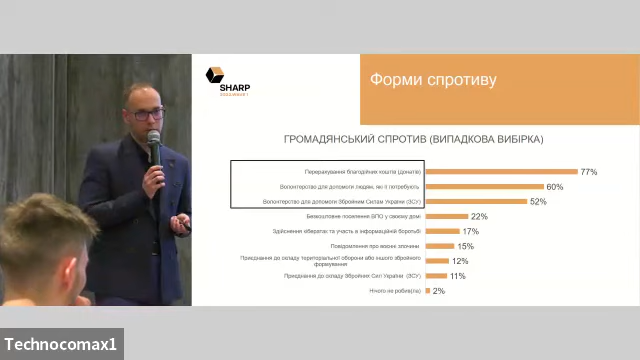 SHARP
Форми спротиву
ГРОМАДЯНСЬКИЙ СПРОТИВ (ВИПАДКОВА ВИБІРКА)
Перерахування благодійних коштів (донатів) 77%
Волонтерство для допомоги людям, які її потребують 60%
Волонтерство для допомоги Збройним Силам України (ЗСУ) 52%
Безкоштовне поселення ВПО у своєму домі 22%
Здійснення кібератак та участь в інформаційній боротьбі 17%
Повідомлення про воєнні злочини 15%
Приєднання до складу територіальної оборони або іншого збройного
формування 12%
Приєднання до складу Збройних Сил України (ЗСУ) 11%
Нічого не робив(ла) 2%
Technocomax1